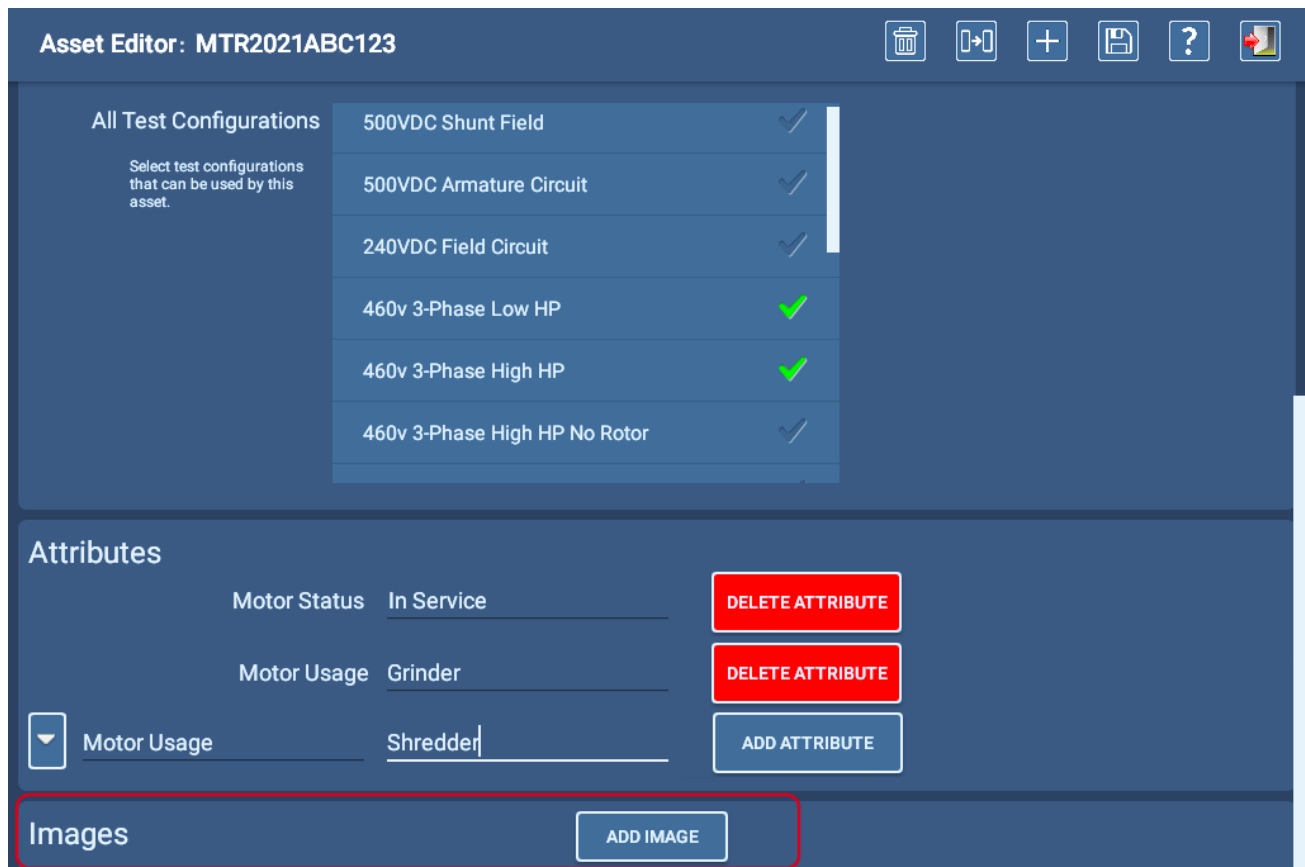 Asset Editor: MTR2021ABC123
All Test Configurations
Select test configurations
that can be used by this
asset.
500VDC Shunt Field
500VDC Armature Circuit
240VDC Field Circuit
460v 3-Phase Low HP
460v 3-Phase High HP
460v 3-Phase High HP No Rotor
Attributes
Motor Status In Service DELETE ATTRIBUTE
Motor Usage Grinder DELETE ATTRIBUTE
Motor Usage Shredder ADD ATTRIBUTE
Images ADD IMAGE